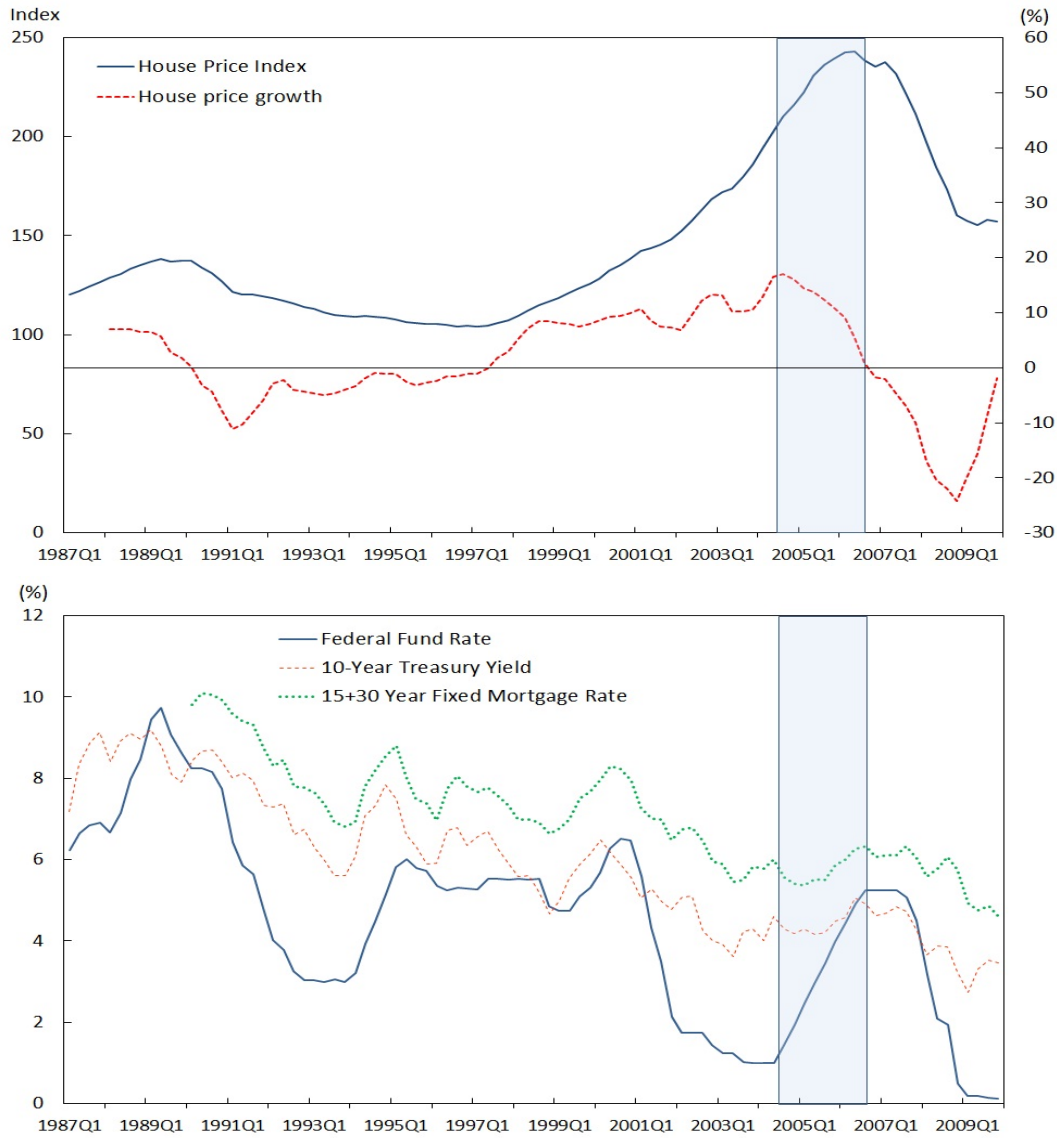 Index (%)
250 60
House Price Index
50
House price growth
200 40
30
150 20
10
100
0
50 -10
-20
0 -30
1987Q1 1989Q1 1991Q1 1993Q1 1995Q1 1997Q1 1999Q1 2001Q1 2003Q1 2005Q1 2007Q1 2009Q1
(%)
12
Federal Fund Rate
10-Year Treasury Yield
15+30 Year Fixed Mortgage Rate
10
8
6
4
2
0
1987Q1 1989Q1 1991Q1 1993Q1 1995Q1 1997Q1 1999Q1 2001Q1 2003Q1 2005Q1 2007Q1 2009Q1